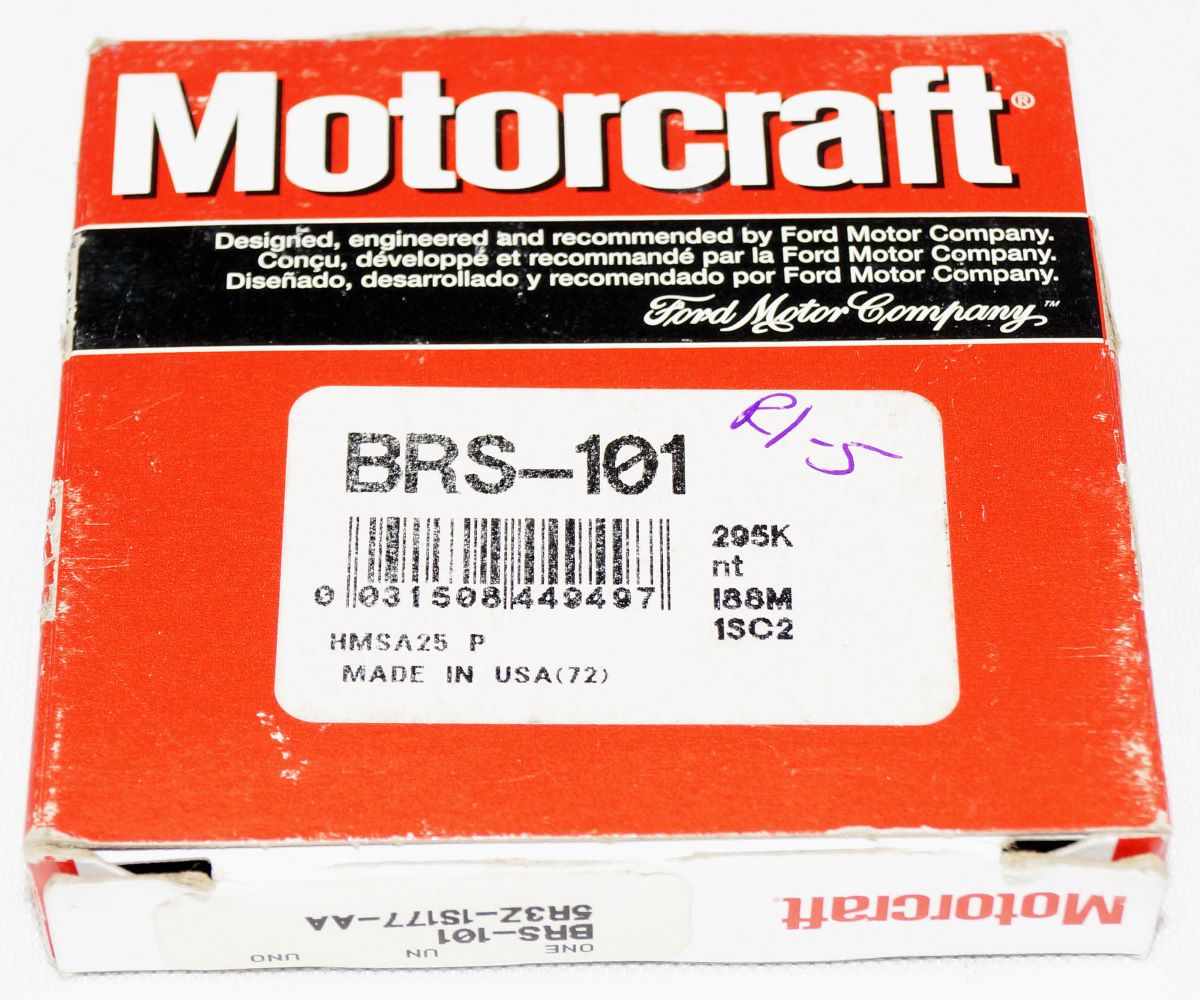 Motorcraft®
Designed, engineered and recommended by Ford Motor Company.
Conçu, développé et recommandé par la Ford Motor Company.
Diseñado, desarrollado y recomendado por Ford Motor Company.
Ford Motor Company™
BRS-101
R1-5
0 031508 449497
295K
nt
I88M
1SC2
HMSA25 P
MADE IN USA(72)
Motorcraft
ONE UN UNO
BRS-101
5R3Z-1S177-AA